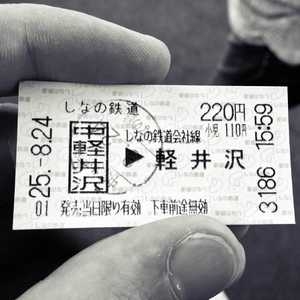 しなの鉄道
220円
小児 110円
中軽井沢
しなの鉄道会社線
▶ 軽井沢
25.-8.24
3186 16:59
01 発売当日限り有効 下車前途無効